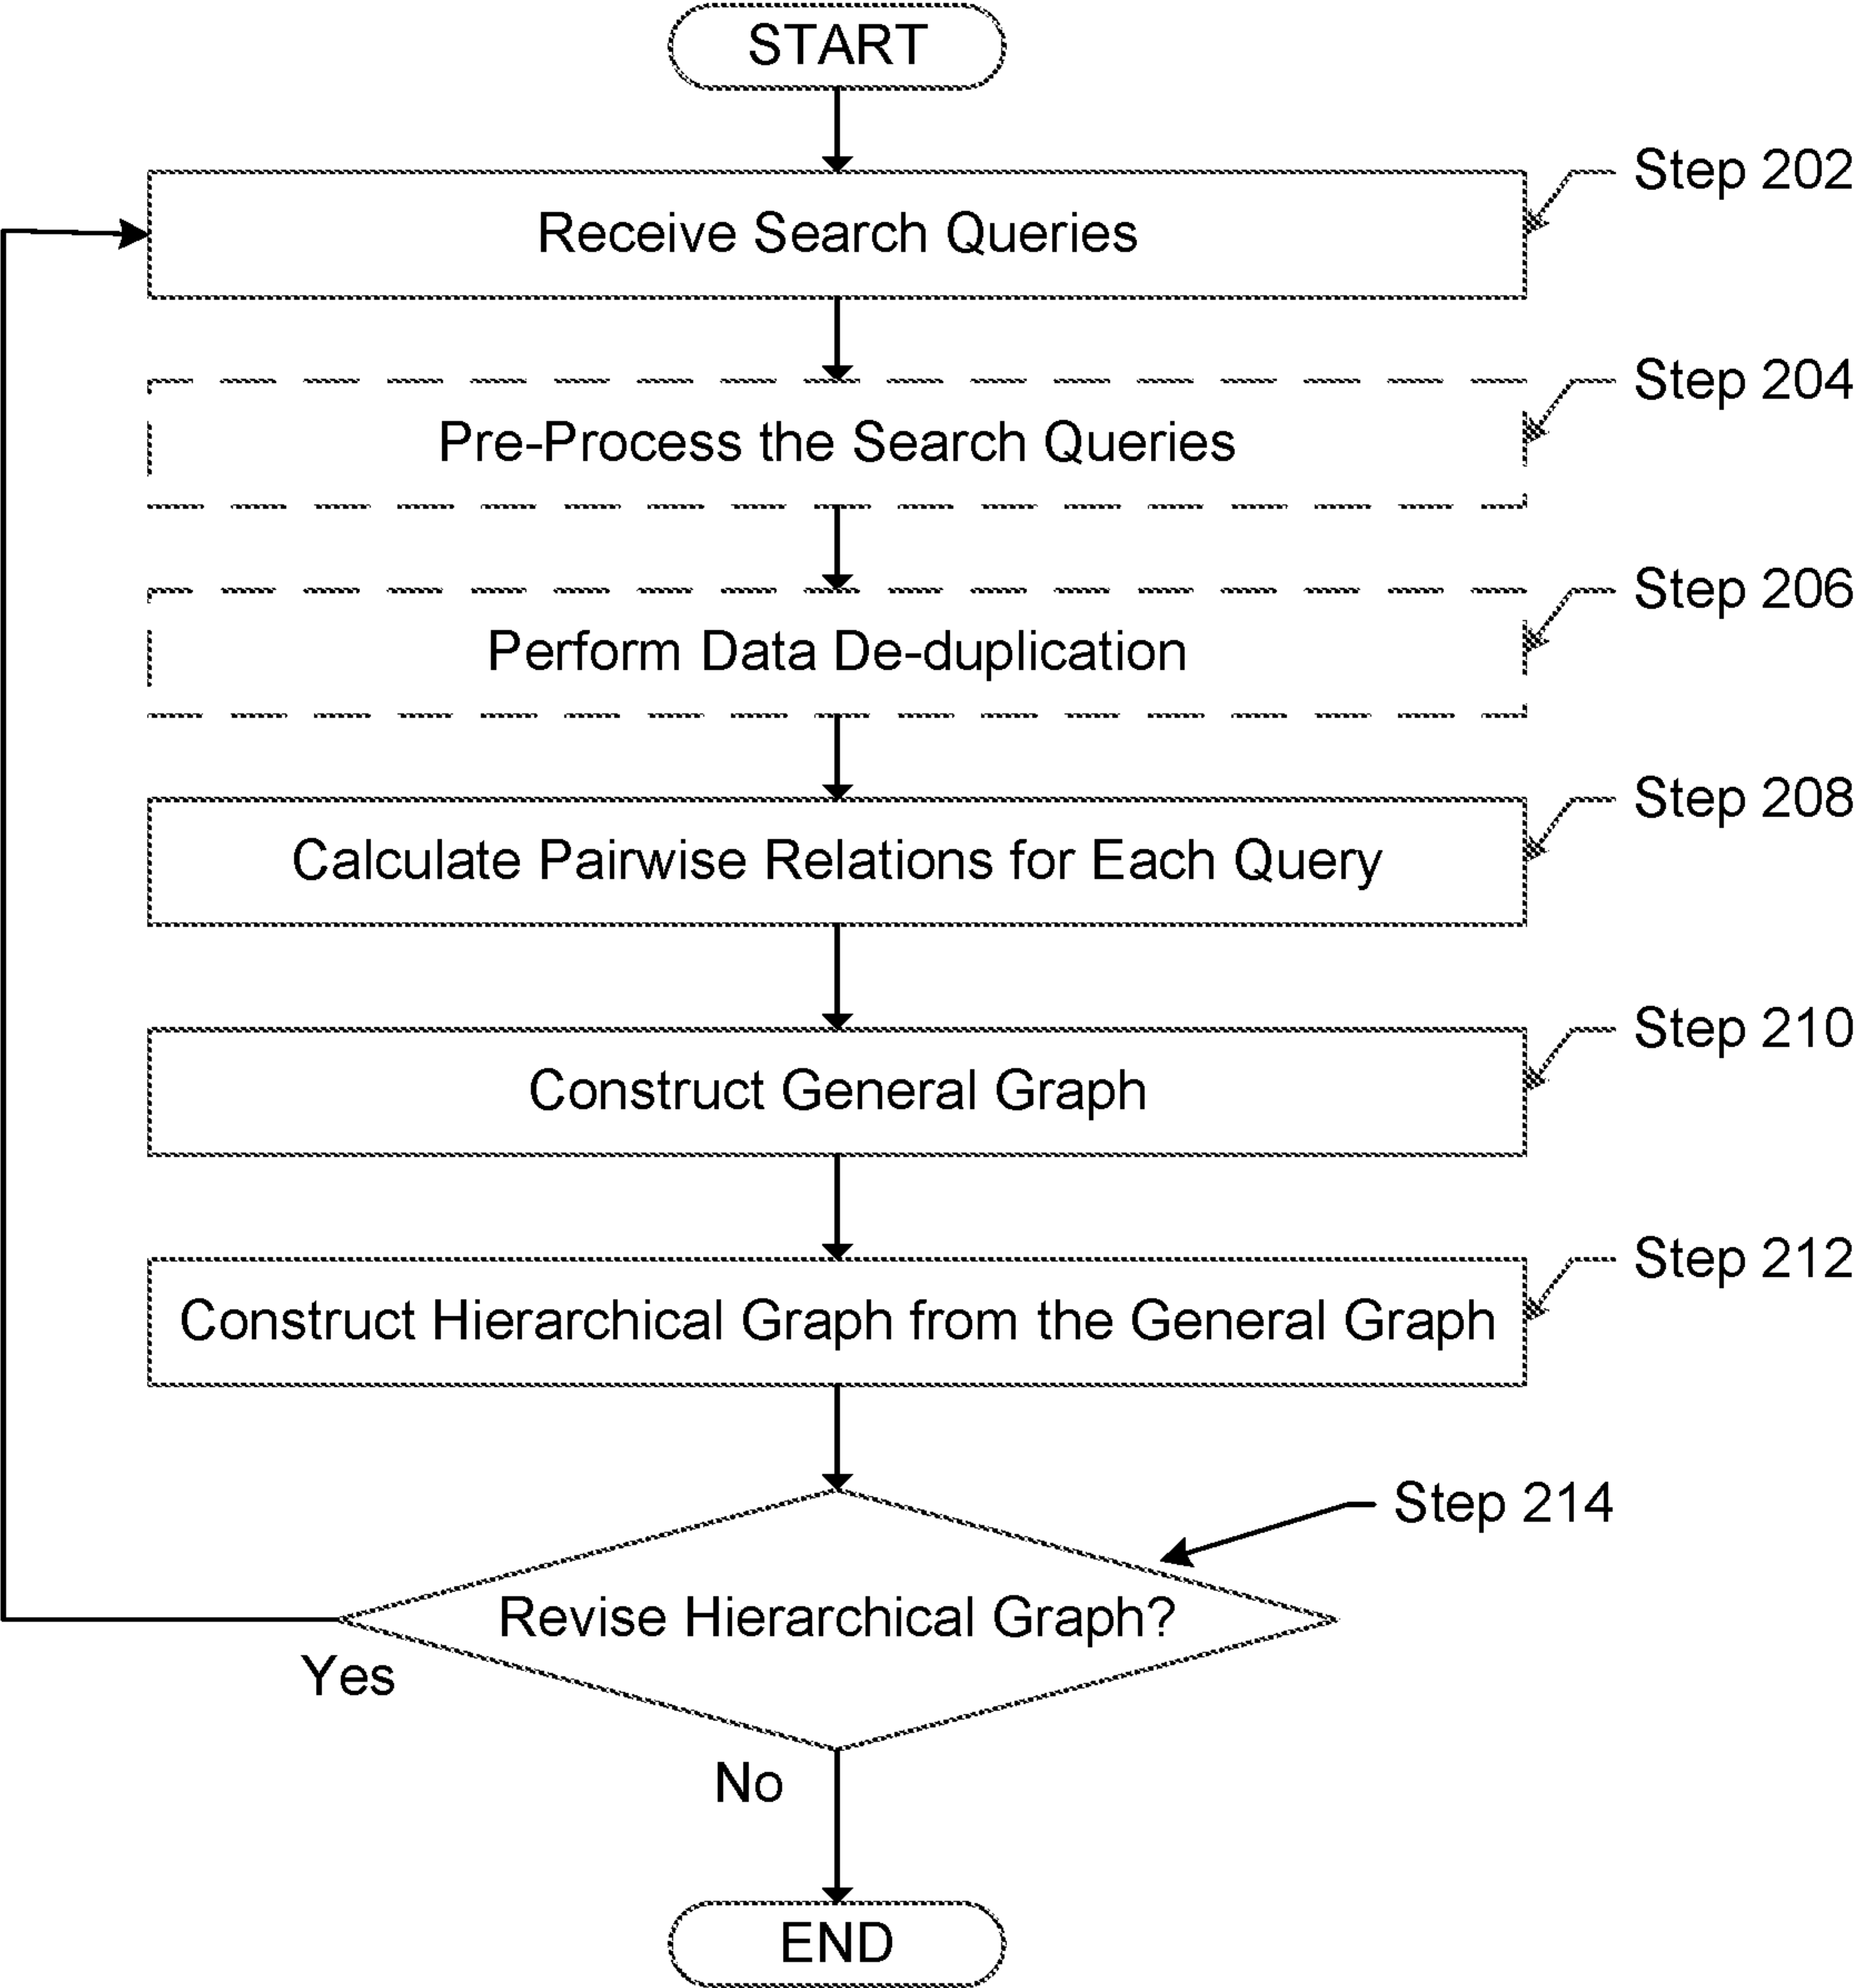 START
Step 202
Receive Search Queries
Step 204
Pre-Process the Search Queries
Step 206
Perform Data De-duplication
Step 208
Calculate Pairwise Relations for Each Query
Step 210
Construct General Graph
Step 212
Construct Hierarchical Graph from the General Graph
Step 214
Revise Hierarchical Graph?
Yes
No
END